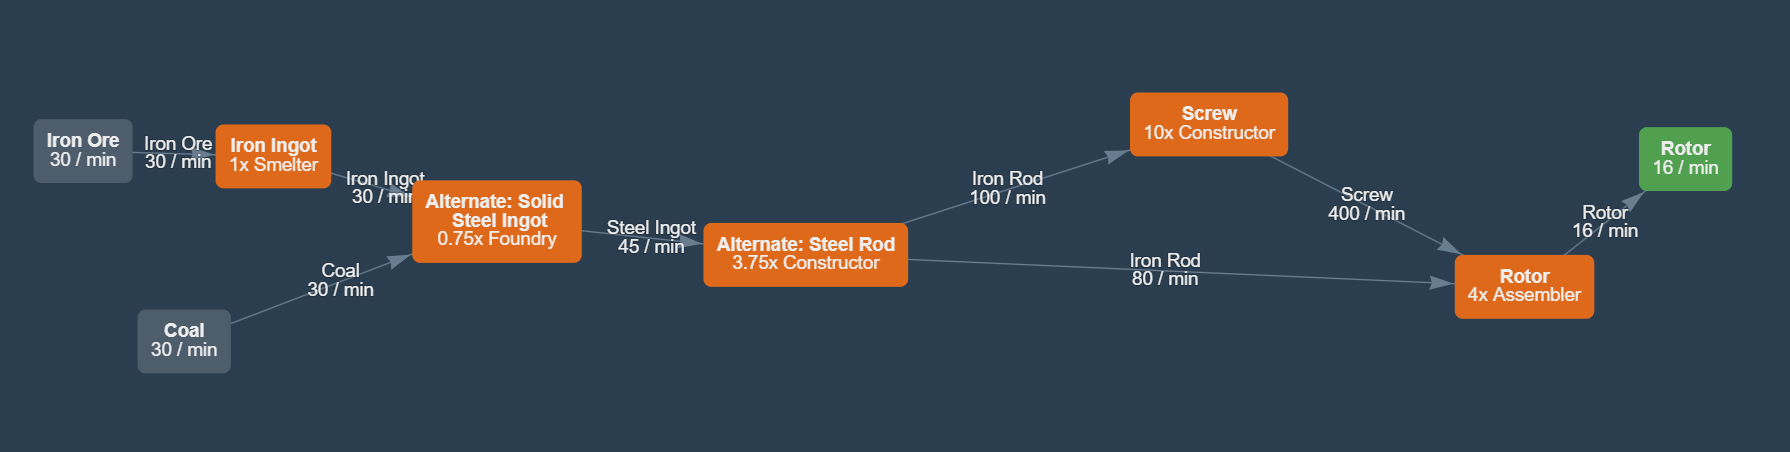 Iron Ore
30 / min
Iron Ore
30 / min
Iron Ingot
1x Smelter
Iron Ingot
30 / min
Coal
30 / min
Coal
30 / min
Alternate: Solid
Steel Ingot
0.75x Foundry
Steel Ingot
45 / min
Alternate: Steel Rod
3.75x Constructor
Iron Rod
100 / min
Iron Rod
80 / min
Screw
10x Constructor
Screw
400 / min
Rotor
4x Assembler
Rotor
16 / min
Rotor
16 / min